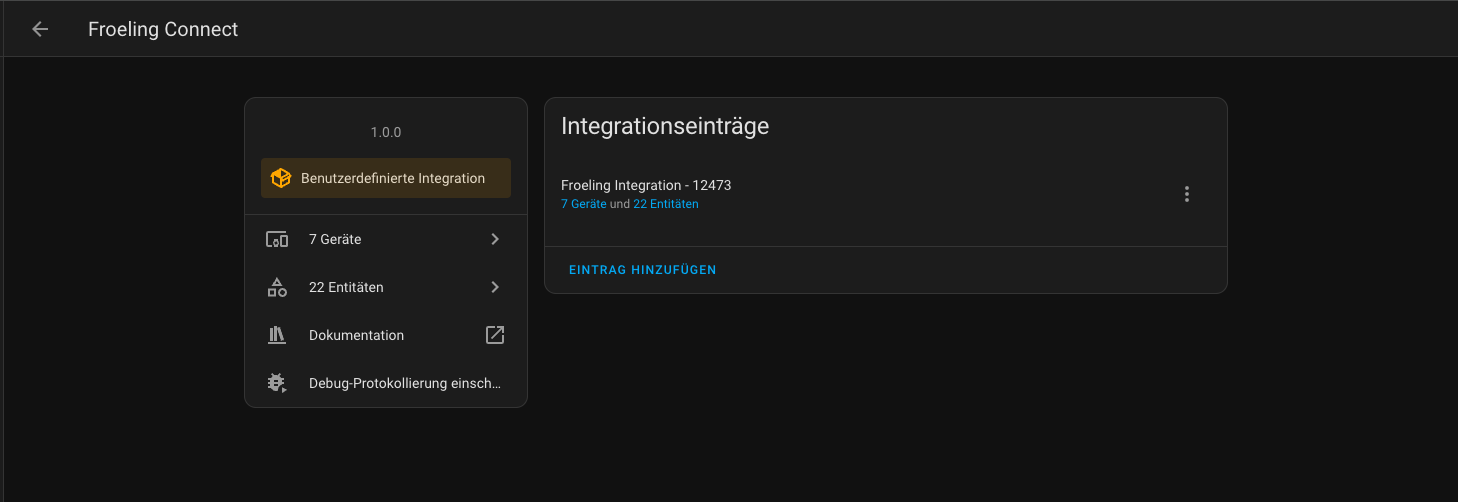 Froeling Connect
1.0.0
Benutzerdefinierte Integration
7 Geräte
22 Entitäten
Dokumentation
Debug-Protokollierung einsch...
Integrationseinträge
Froeling Integration - 12473
7 Geräte und 22 Entitäten
EINTRAG HINZUFÜGEN